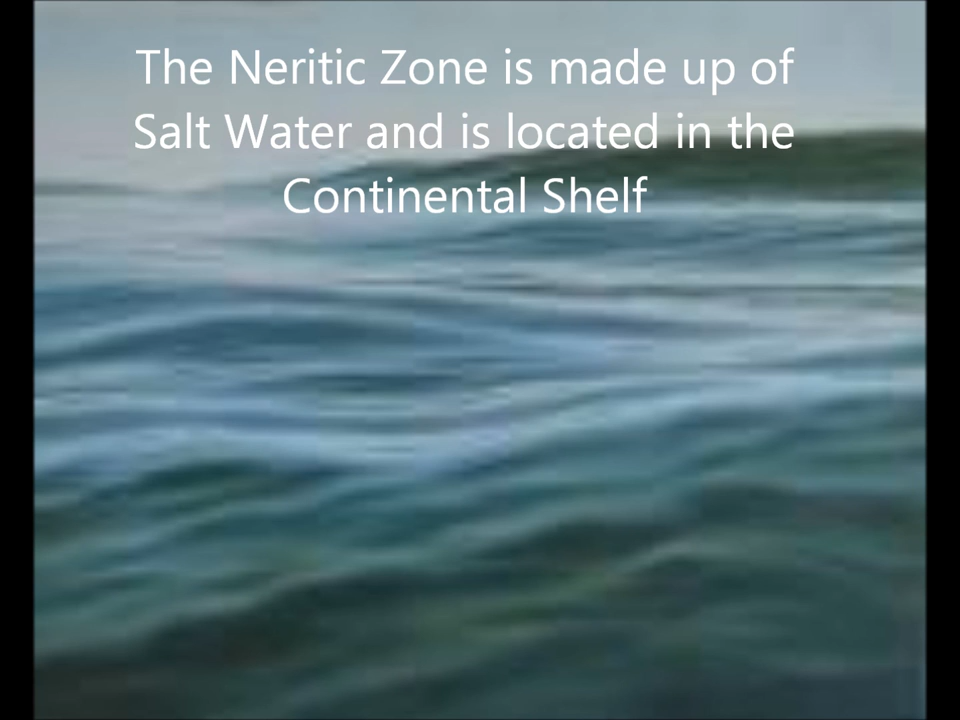 The Neritic Zone is made up of
Salt Water and is located in the
Continental Shelf